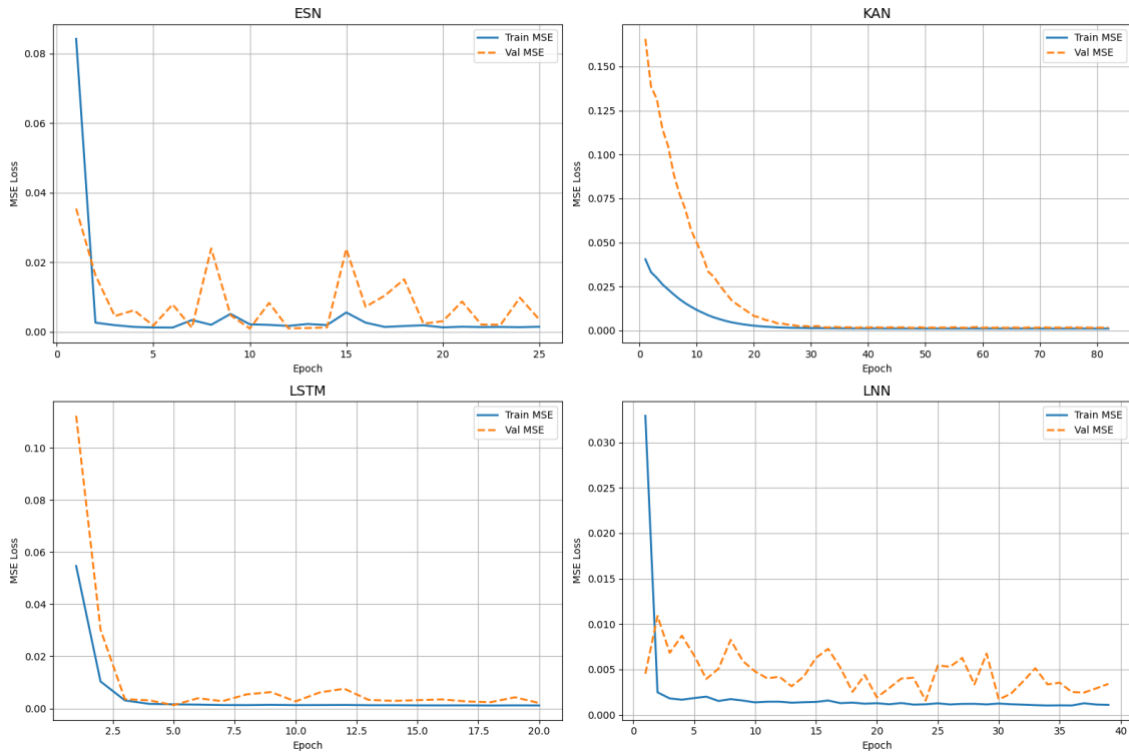 ESN
MSE Loss
0.08
0.06
0.04
0.02
0.00
Train MSE
Val MSE
0 5 10 15 20 25
Epoch
KAN
MSE Loss
0.150
0.125
0.100
0.075
0.050
0.025
0.000
Train MSE
Val MSE
0 10 20 30 40 50 60 70 80
Epoch
LSTM
MSE Loss
0.10
0.08
0.06
0.04
0.02
0.00
Train MSE
Val MSE
2.5 5.0 7.5 10.0 12.5 15.0 17.5 20.0
Epoch
LNN
MSE Loss
0.030
0.025
0.020
0.015
0.010
0.005
0.000
Train MSE
Val MSE
0 5 10 15 20 25 30 35 40
Epoch